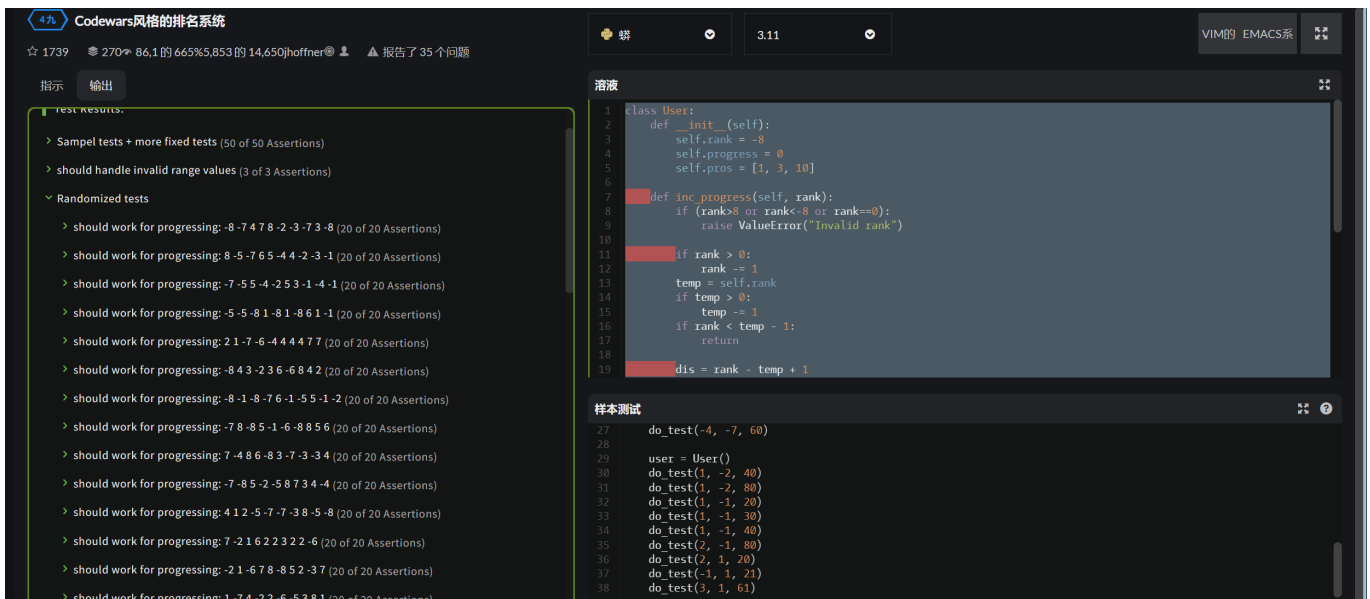 4九 Codewars风格的排名系统
1739 270 86,1 的 665%5,853 的 14,650jhoffner 报告了 35 个问题
指示 输出
Test Results:
Sampel tests + more fixed tests (50 of 50 Assertions)
should handle invalid range values (3 of 3 Assertions)
Randomized tests
should work for progressing: -8 -7 4 7 8 -2 -3 -7 3 -8 (20 of 20 Assertions)
should work for progressing: 8 -5 -7 6 5 -4 4 -2 -3 -1 (20 of 20 Assertions)
should work for progressing: -7 -5 5 -4 -2 5 3 -1 -4 -1 (20 of 20 Assertions)
should work for progressing: -5 -5 -8 1 -8 1 -8 6 1 -1 (20 of 20 Assertions)
should work for progressing: 2 1 -7 -6 -4 4 4 4 7 7 (20 of 20 Assertions)
should work for progressing: -8 4 3 -2 3 6 -6 8 4 2 (20 of 20 Assertions)
should work for progressing: -8 -1 -8 -7 6 -1 -5 5 -1 -2 (20 of 20 Assertions)
should work for progressing: -7 8 -8 5 -1 -6 -8 8 5 6 (20 of 20 Assertions)
should work for progressing: 7 -4 8 6 -8 3 -7 -3 -3 4 (20 of 20 Assertions)
should work for progressing: -7 -8 5 -2 -5 8 7 3 4 -4 (20 of 20 Assertions)
should work for progressing: 4 1 2 -5 -7 -7 -3 8 -5 -8 (20 of 20 Assertions)
should work for progressing: 7 -2 1 6 2 2 3 2 2 -6 (20 of 20 Assertions)
should work for progressing: -2 1 -6 7 8 -8 5 2 -3 7 (20 of 20 Assertions)
should work for progressing: 1 -7 4 -2 2 -6 -5 3 8 1 (20 of 20 Assertions)
蟒 3.11 VIM的 EMACS系
溶液
1 class User:
2 def __init__(self):
3 self.rank = -8
4 self.progress = 0
5 self.pros = [1, 3, 10]
6
7 def inc_progress(self, rank):
8 if (rank>8 or rank<-8 or rank==0):
9 raise ValueError("Invalid rank")
10
11 if rank > 0:
12 rank -= 1
13 temp = self.rank
14 if temp > 0:
15 temp -= 1
16 if rank < temp - 1:
17 return
18
19 dis = rank - temp + 1
样本测试
27 do_test(-4, -7, 60)
28
29 user = User()
30 do_test(1, -2, 40)
31 do_test(1, -2, 80)
32 do_test(1, -1, 20)
33 do_test(1, -1, 30)
34 do_test(1, -1, 40)
35 do_test(2, -1, 80)
36 do_test(2, 1, 20)
37 do_test(-1, 1, 21)
38 do_test(3, 1, 61)